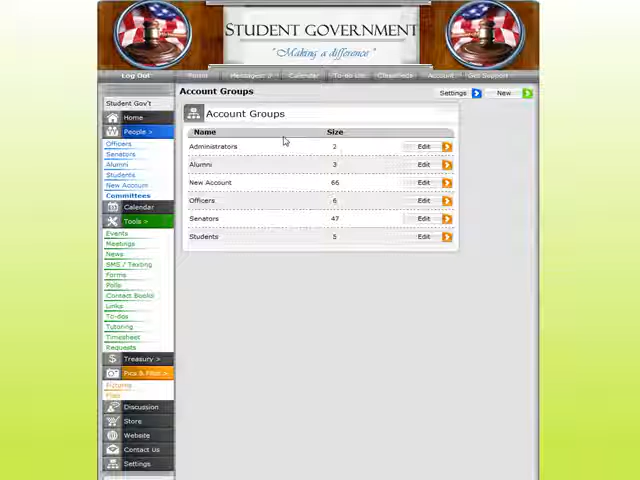 STUDENT GOVERNMENT
"Making a difference"
Log Out Forms Messages: 0 Calendar To-do List Classifieds Account Get Support
Account Groups
Settings New
Student Gov't
Home
People >
Officers
Senators
Alumni
Students
New Account
Committees
Calendar
Tools >
Events
Meetings
News
SMS / Texting
Forms
Polls
Contact Books
Links
To-dos
Tutoring
Timesheet
Requests
Treasury >
Pics & Files >
Pictures
Files
Discussion
Store
Website
Contact Us
Settings
Account Groups
Name Size
Administrators 2 Edit
Alumni 3 Edit
New Account 66 Edit
Officers 6 Edit
Senators 47 Edit
Students 5 Edit